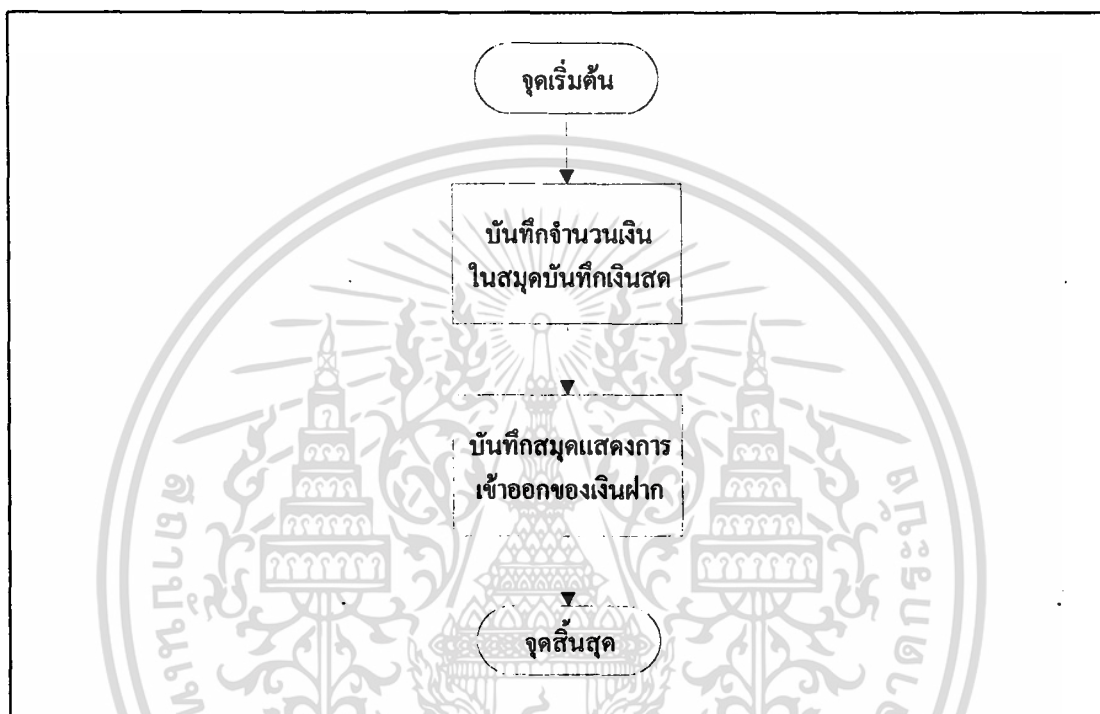 จุดเริ่มต้น
บันทึกจำนวนเงิน
ในสมุดบันทึกเงินสด
บันทึกสมุดแสดงการ
เข้าออกของเงินฝาก
จุดสิ้นสุด